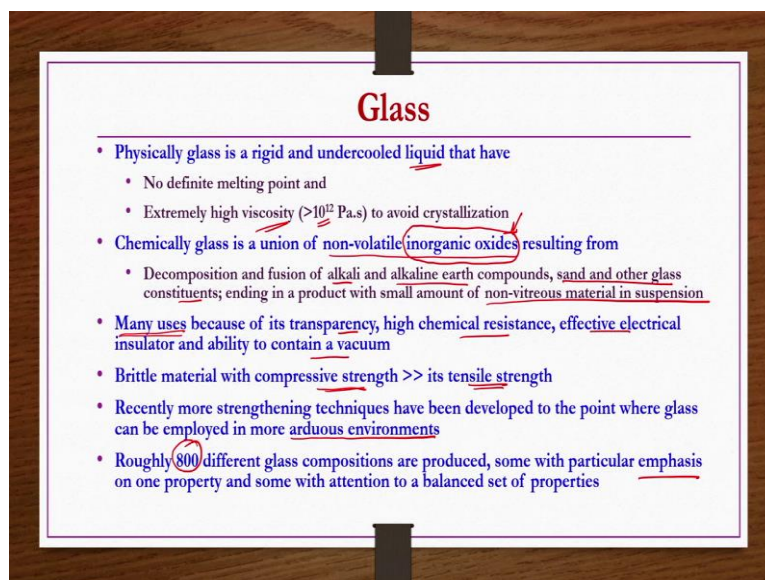 Glass
• Physically glass is a rigid and undercooled liquid that have
• No definite melting point and
• Extremely high viscosity (>10¹² Pa.s) to avoid crystallization
• Chemically glass is a union of non-volatile inorganic oxides resulting from
• Decomposition and fusion of alkali and alkaline earth compounds, sand and other glass
constituents; ending in a product with small amount of non-vitreous material in suspension
• Many uses because of its transparency, high chemical resistance, effective electrical
insulator and ability to contain a vacuum
• Brittle material with compressive strength >> its tensile strength
• Recently more strengthening techniques have been developed to the point where glass
can be employed in more arduous environments
• Roughly 800 different glass compositions are produced, some with particular emphasis
on one property and some with attention to a balanced set of properties